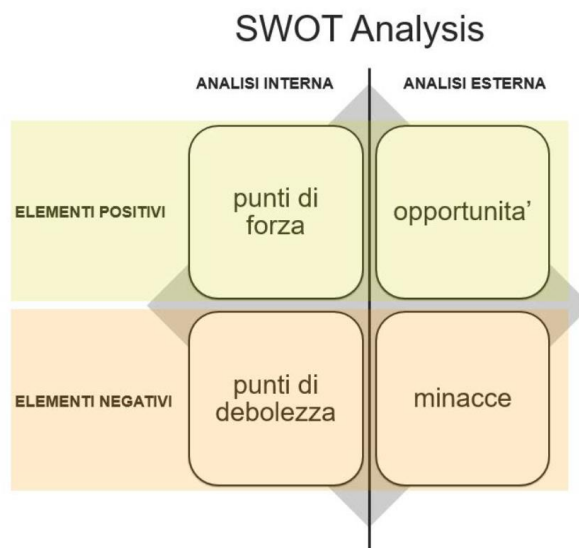 SWOT Analysis
ANALISI INTERNA
ANALISI ESTERNA
ELEMENTI POSITIVI
punti di
forza
opportunita’
ELEMENTI NEGATIVI
punti di
debolezza
minacce